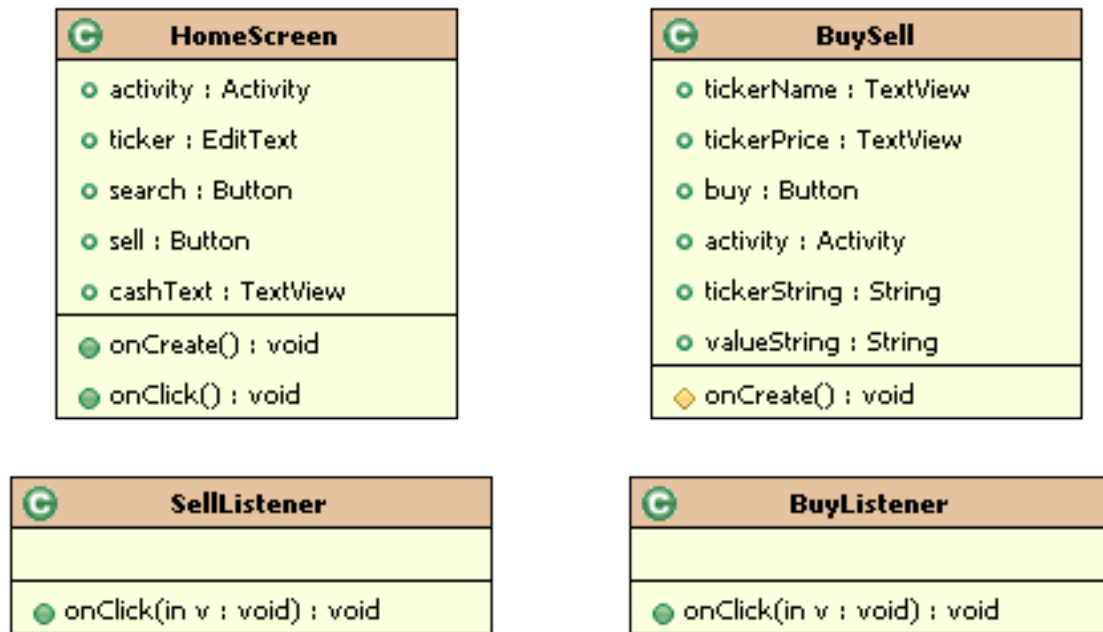 HomeScreen
activity : Activity
ticker : EditText
search : Button
sell : Button
cashText : TextView
onCreate() : void
onClick() : void
BuySell
tickerName : TextView
tickerPrice : TextView
buy : Button
activity : Activity
tickerString : String
valueString : String
onCreate() : void
SellListener
onClick(in v : void) : void
BuyListener
onClick(in v : void) : void